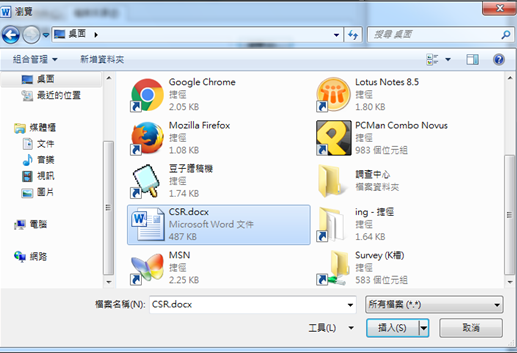 瀏覽
桌面
搜尋 桌面
組合管理
新增資料夾
桌面
最近的位置
媒體櫃
文件
音樂
視訊
圖片
電腦
網路
Google Chrome
捷徑
2.05 KB
Lotus Notes 8.5
捷徑
1.80 KB
Mozilla Firefox
捷徑
1.08 KB
PCMan Combo Novus
捷徑
983 個位元組
捷徑
1.74 KB
調查中心
檔案資料夾
CSR.docx
Microsoft Word 文件
487 KB
ing - 捷徑
捷徑
1.64 KB
MSN
捷徑
2.25 KB
Survey (K槽)
捷徑
983 個位元組
檔案名稱(N):
CSR.docx
所有檔案 (*.*)
工具(L)
插入(S)
取消